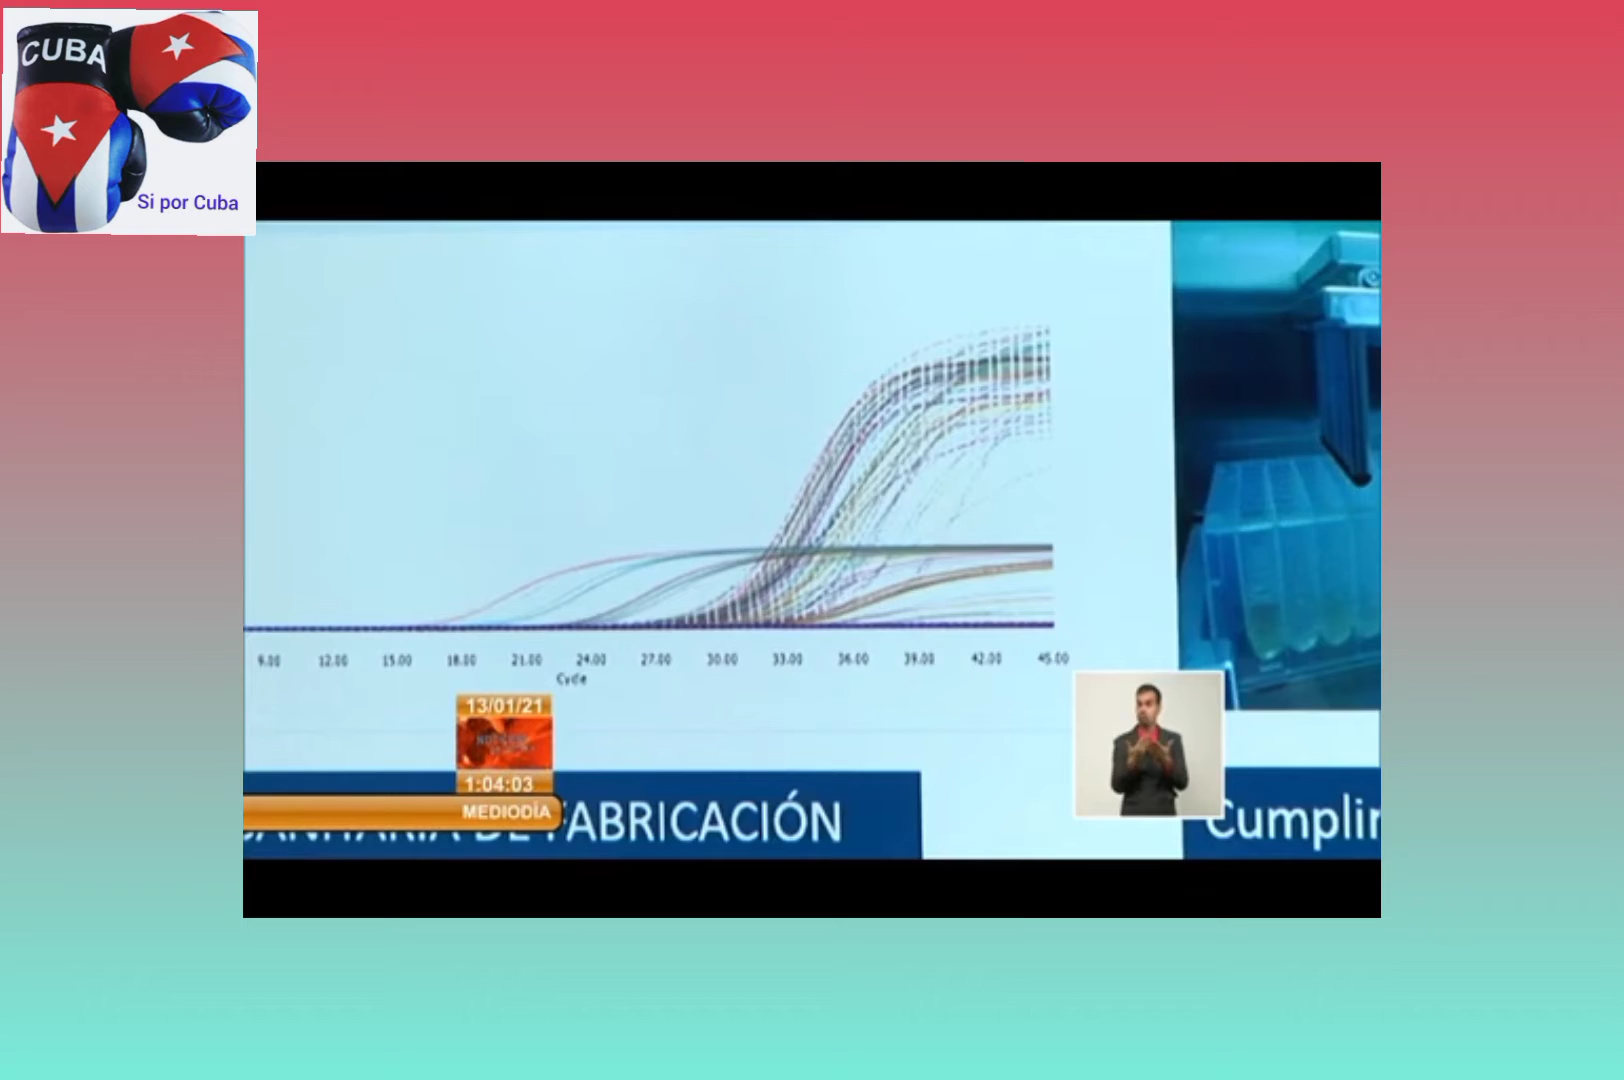 CUBA
Si por Cuba
9.00 12.00 15.00 18.00 21.00 24.00 27.00 30.00 33.00 36.00 39.00 42.00 45.00
Cycle
13/01/21
1:04:03
MEDIODÍA
DE FABRICACIÓN
Cumplim